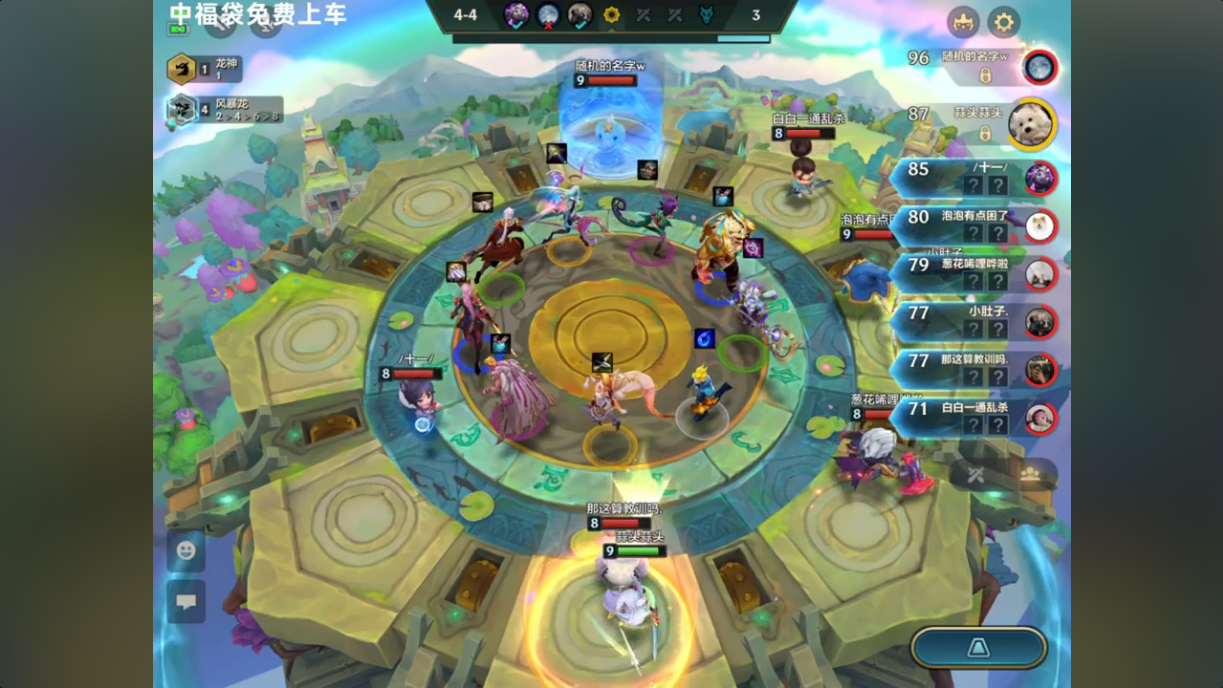 中福袋免费上车
4-4
3
1 龙神
1
4 风暴龙
2 > 4 > 6 > 8
随机的名字w
9
白白一通乱杀
8
泡泡有点困
9
小肚子
/十一/
8
葱花唏哩哗啦
8
那这算教训吗.
8
蒜头蒜头
9
96 随机的名字w
87 蒜头蒜头
85 /十一/
? ?
80 泡泡有点困了
? ?
79 葱花唏哩哗啦
? ?
77 小肚子.
? ?
77 那这算教训吗.
? ?
71 白白一通乱杀
? ?